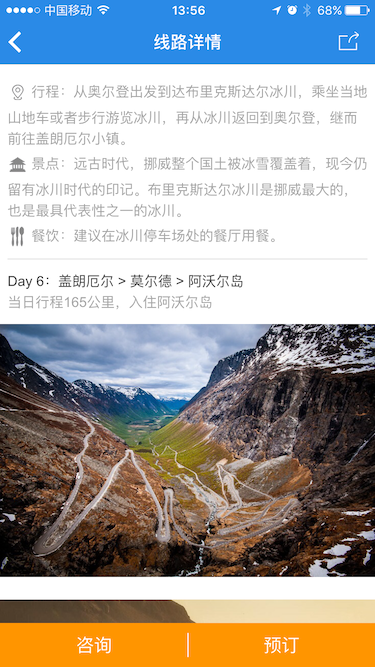 中国移动
13:56
68%
线路详情
行程：从奥尔登出发到达布里克斯达尔冰川，乘坐当地
山地车或者步行游览冰川，再从冰川返回到奥尔登，继而
前往盖朗厄尔小镇。
景点：远古时代，挪威整个国土被冰雪覆盖着，现今仍
留有冰川时代的印记。布里克斯达尔冰川是挪威最大的，
也是最具代表性之一的冰川。
餐饮：建议在冰川停车场处的餐厅用餐。
Day 6：盖朗厄尔 > 莫尔德 > 阿沃尔岛
当日行程165公里，入住阿沃尔岛
咨询
预订